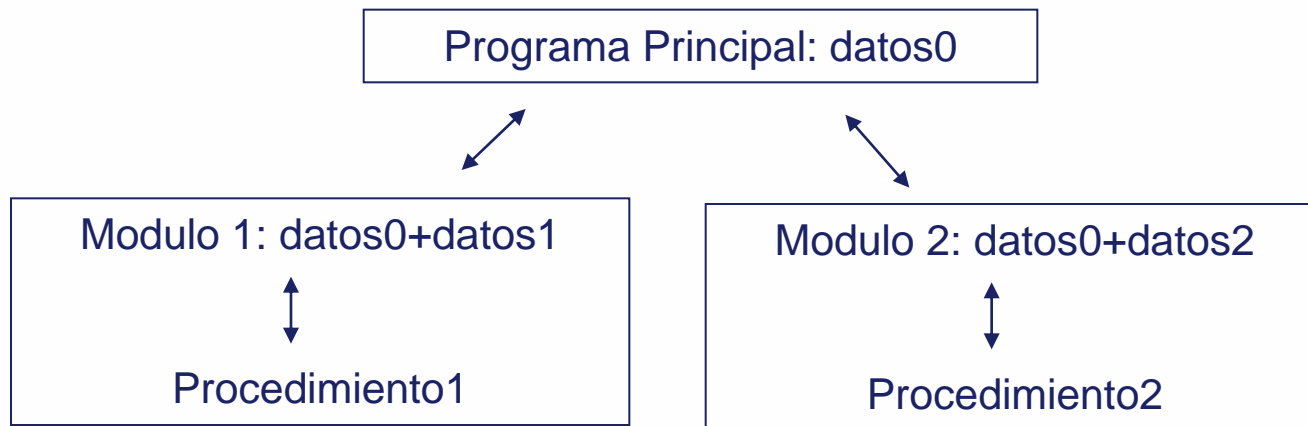 Programa Principal: datos0
Modulo 1: datos0+datos1
Procedimiento1
Modulo 2: datos0+datos2
Procedimiento2